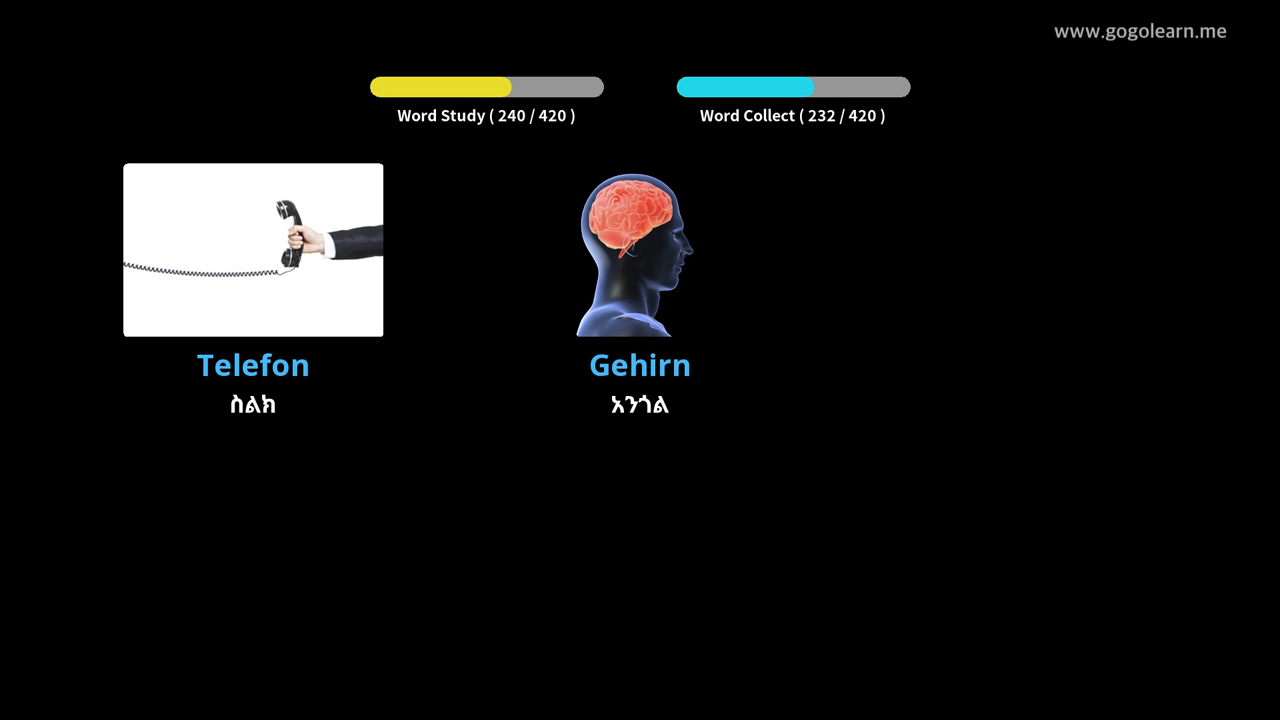 www.gogolearn.me
Word Study ( 240 / 420 )
Word Collect ( 232 / 420 )
Telefon
ስልክ
Gehirn
አንጎል